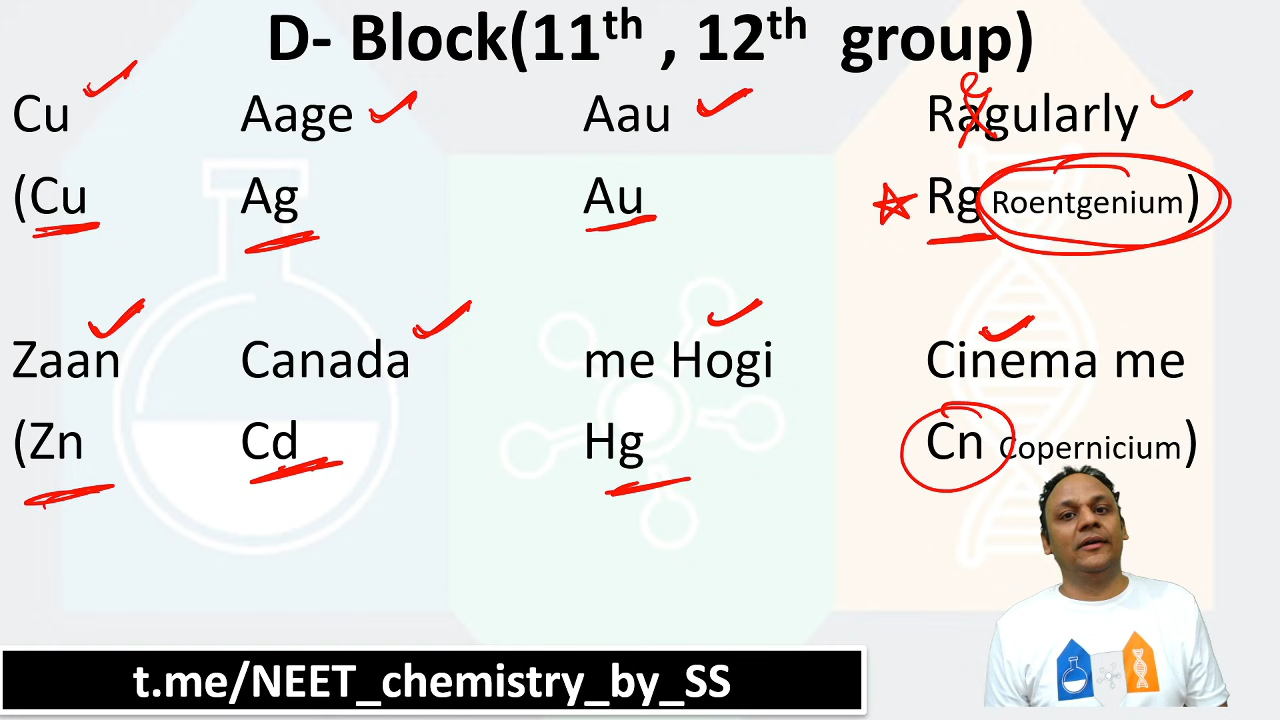 D- Block(11th , 12th group)
Cu Aage Aau Ragularly
(Cu Ag Au Rg Roentgenium)
Zaan Canada me Hogi Cinema me
(Zn Cd Hg Cn Copernicium)
t.me/NEET_chemistry_by_SS